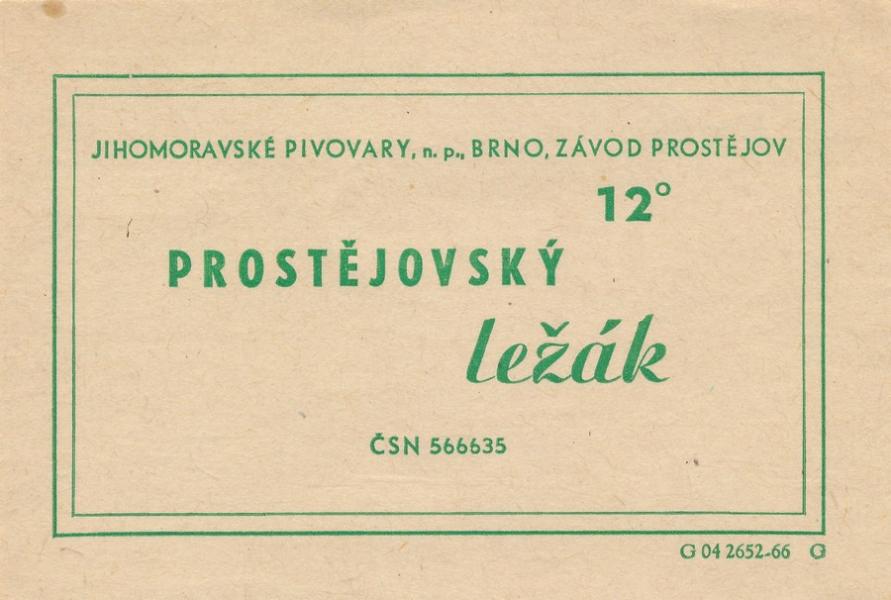 JIHOMORAVSKÉ PIVOVARY, n. p., BRNO, ZÁVOD PROSTĚJOV
12°
PROSTĚJOVSKÝ
ležák
ČSN 566635
G 04 2652-66 G